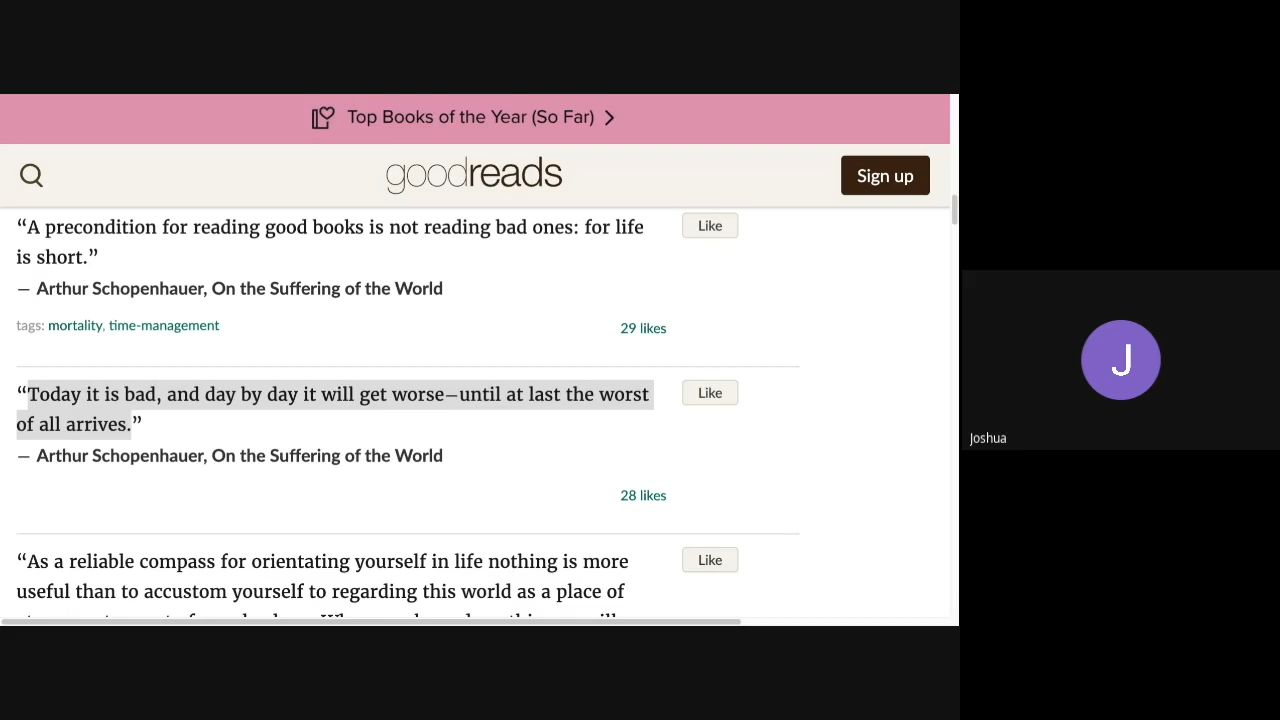 Top Books of the Year (So Far)
goodreads
Sign up
“A precondition for reading good books is not reading bad ones: for life
is short.”
Like
― Arthur Schopenhauer, On the Suffering of the World
tags: mortality, time-management
29 likes
“Today it is bad, and day by day it will get worse—until at last the worst
of all arrives.”
Like
― Arthur Schopenhauer, On the Suffering of the World
28 likes
“As a reliable compass for orientating yourself in life nothing is more
useful than to accustom yourself to regarding this world as a place of
Like
J
Joshua